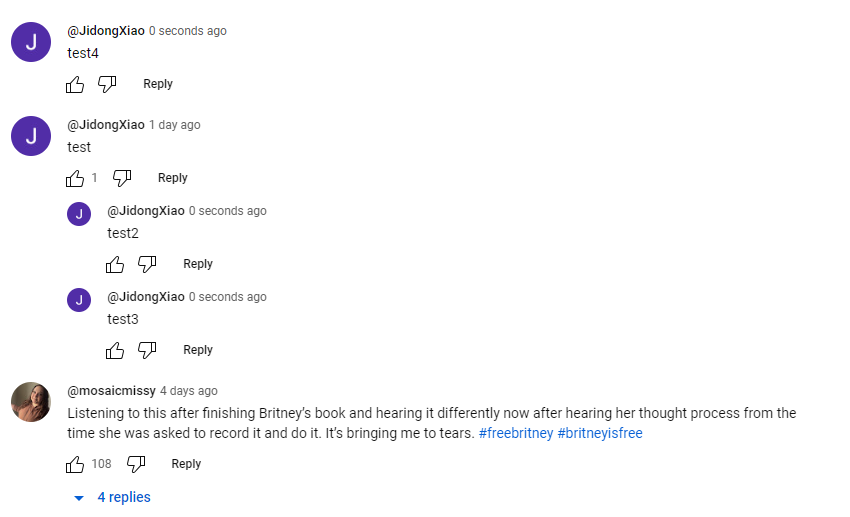 J @JidongXiao 0 seconds ago
test4
Reply
J @JidongXiao 1 day ago
test
1 Reply
J @JidongXiao 0 seconds ago
test2
Reply
J @JidongXiao 0 seconds ago
test3
Reply
@mosaicmissy 4 days ago
Listening to this after finishing Britney's book and hearing it differently now after hearing her thought process from the
time she was asked to record it and do it. It's bringing me to tears. #freebritney #britneyisfree
108 Reply
4 replies